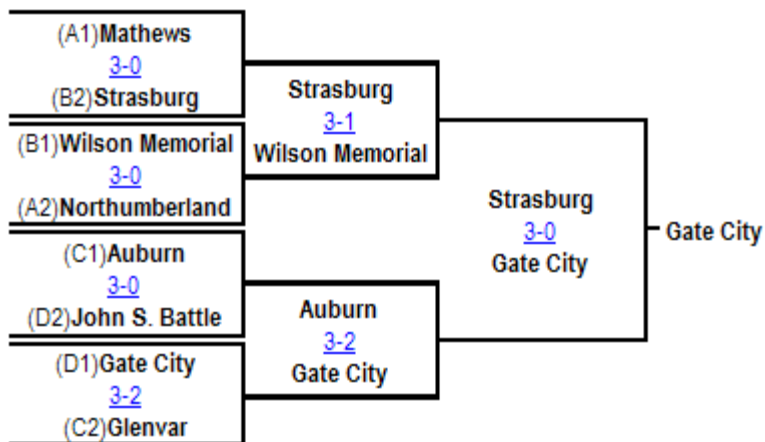 (A1)Mathews
3-0
(B2)Strasburg
(B1)Wilson Memorial
3-0
(A2)Northumberland
(C1)Auburn
3-0
(D2)John S. Battle
(D1)Gate City
3-2
(C2)Glenvar
Strasburg
3-1
Wilson Memorial
Auburn
3-2
Gate City
Strasburg
3-0
Gate City
Gate City